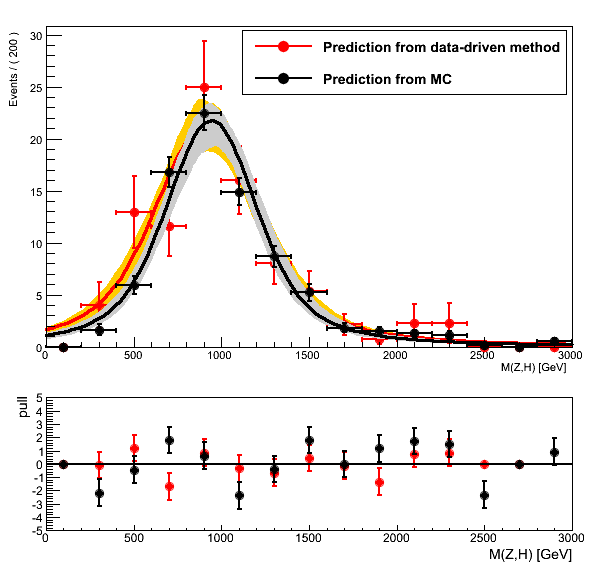 Events / ( 200 )
30
25
20
15
10
5
0
Prediction from data-driven method
Prediction from MC
0 500 1000 1500 2000 2500 3000
M(Z,H) [GeV]
pull
5
4
3
2
1
0
-1
-2
-3
-4
-5
0 500 1000 1500 2000 2500 3000
M(Z,H) [GeV]